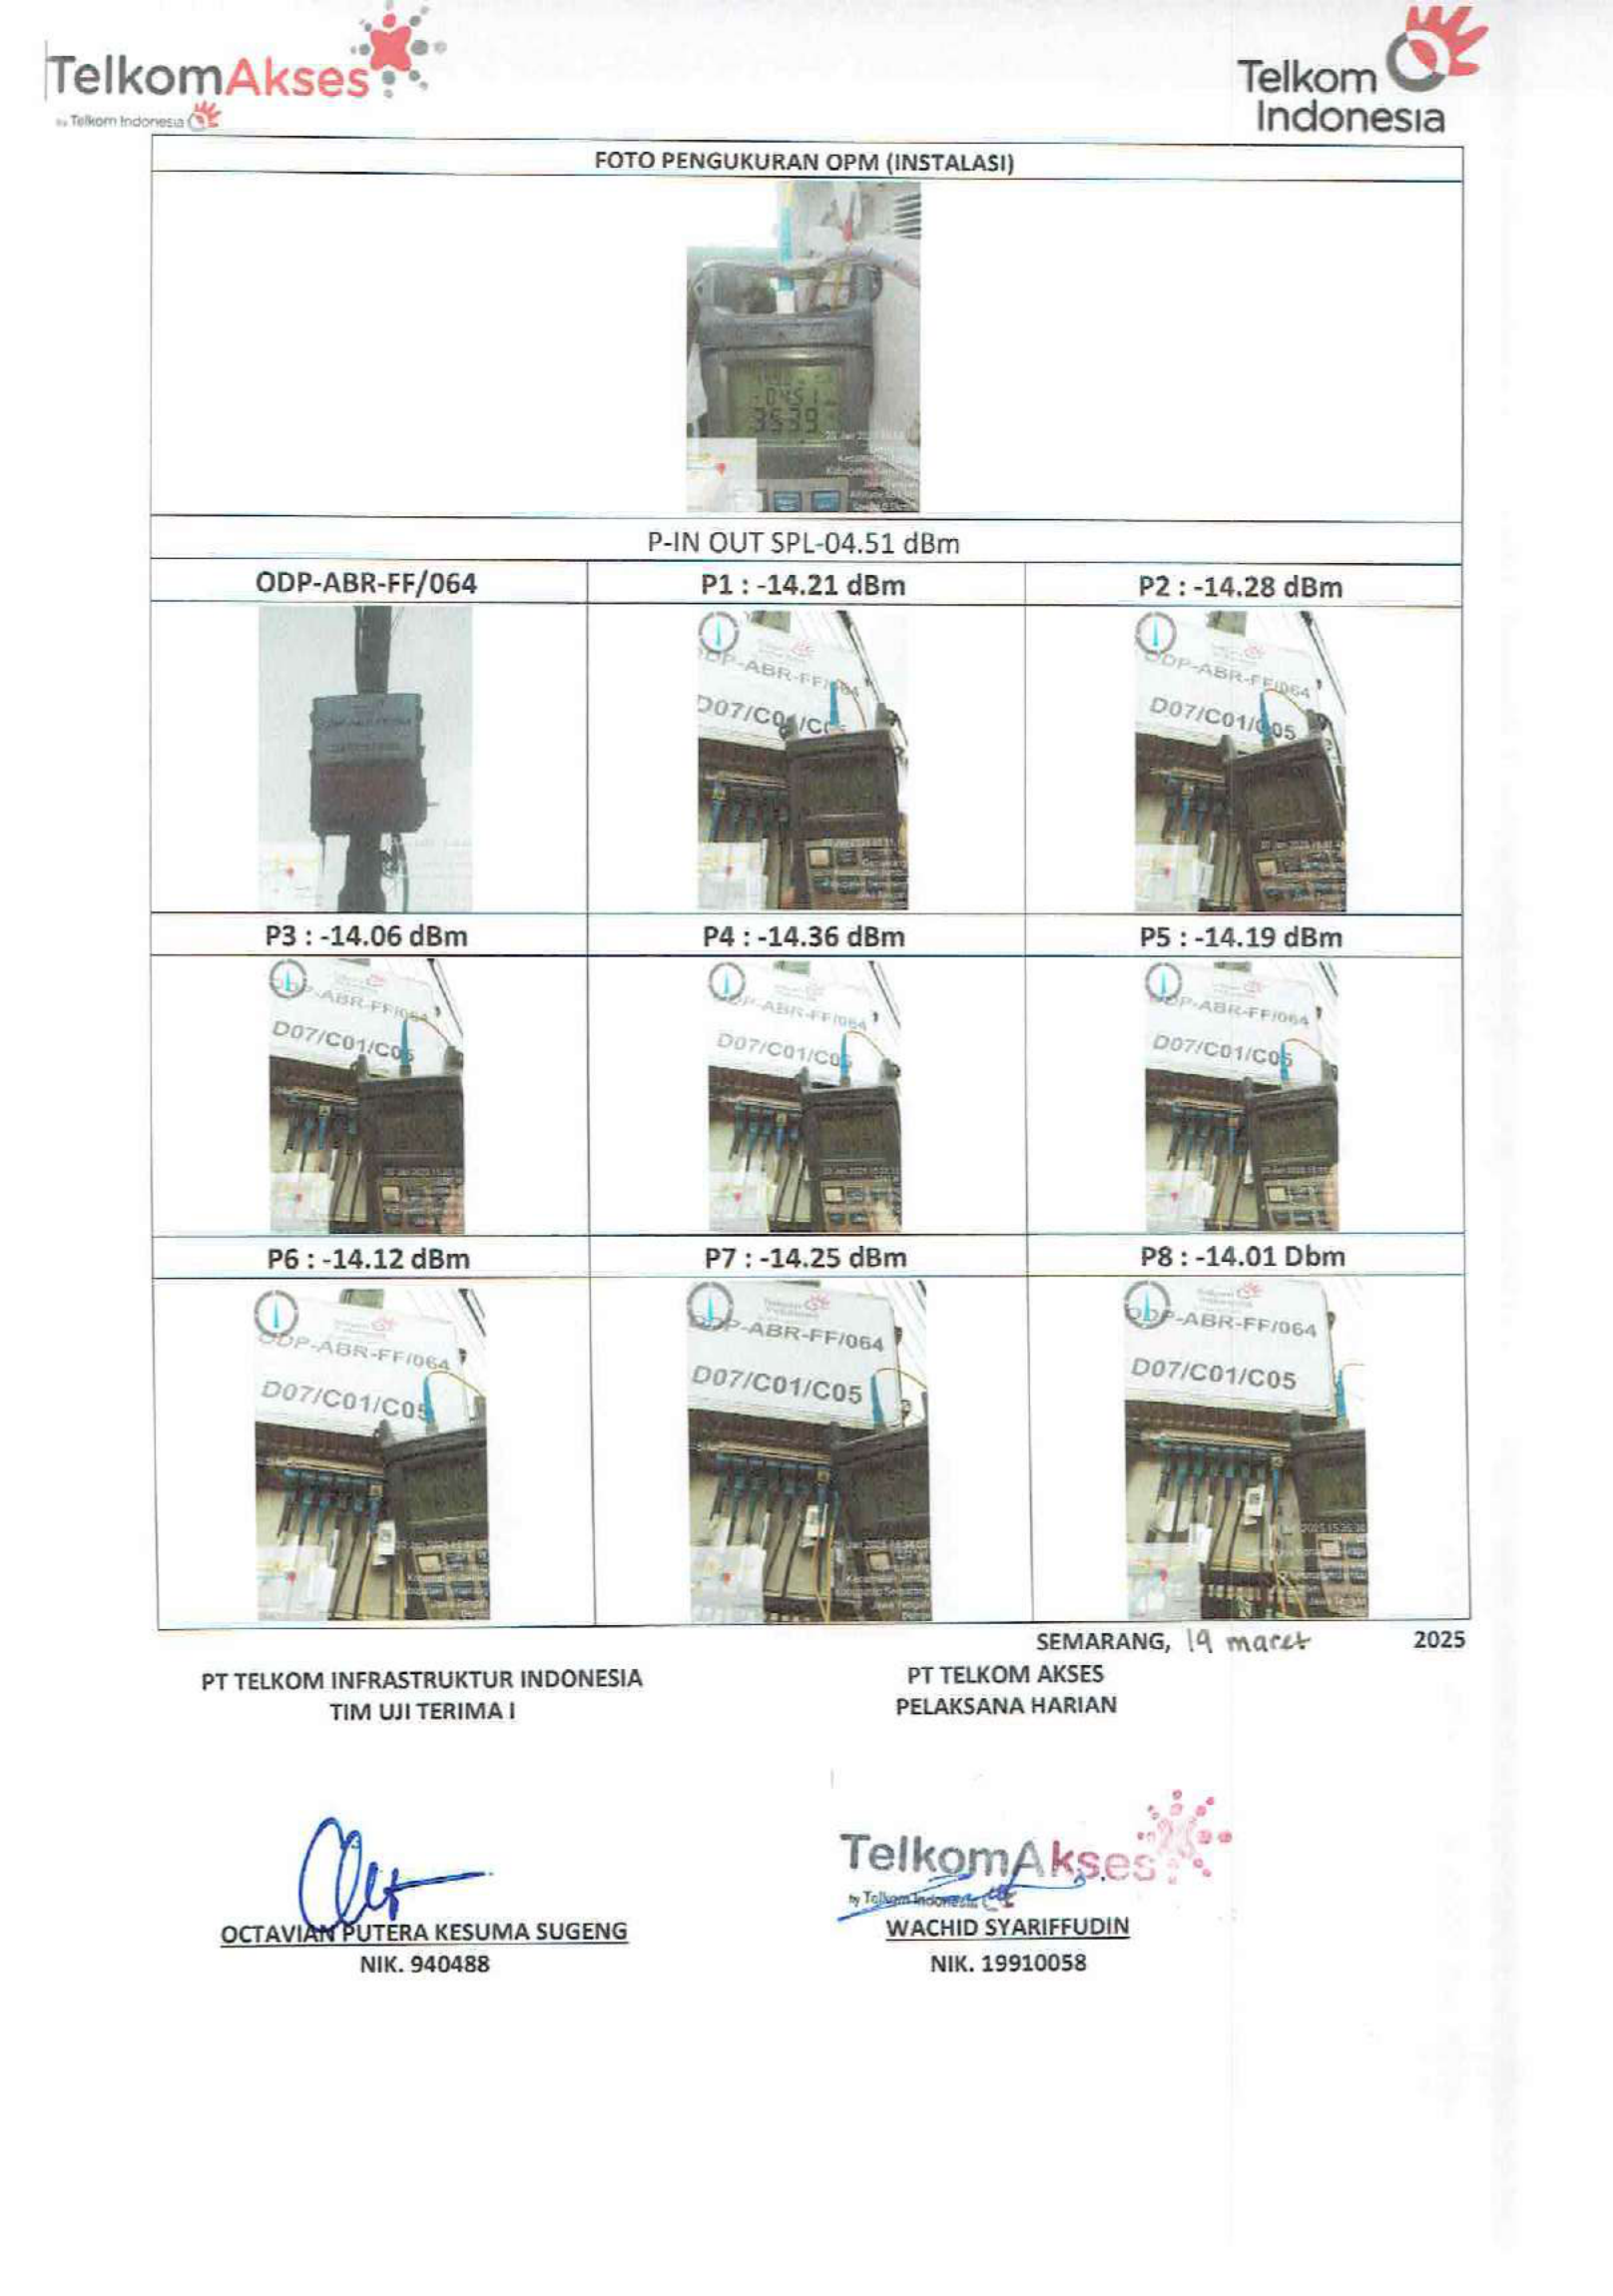 TelkomAkses
by Telkom Indonesia
Telkom
Indonesia
FOTO PENGUKURAN OPM (INSTALASI)
-04.51
353.9
P-IN OUT SPL-04.51 dBm
ODP-ABR-FF/064
P1 : -14.21 dBm
P2 : -14.28 dBm
ODP-ABR-FF/064
D07/C01/C05
ODP-ABR-FF/064
D07/C01/C05
P3 : -14.06 dBm
P4 : -14.36 dBm
P5 : -14.19 dBm
ODP-ABR-FF/064
D07/C01/C05
ODP-ABR-FF/064
D07/C01/C05
ODP-ABR-FF/064
D07/C01/C05
P6 : -14.12 dBm
P7 : -14.25 dBm
P8 : -14.01 Dbm
ODP-ABR-FF/064
D07/C01/C05
ODP-ABR-FF/064
D07/C01/C05
ODP-ABR-FF/064
D07/C01/C05
SEMARANG, 19 maret 2025
PT TELKOM INFRASTRUKTUR INDONESIA
TIM UJI TERIMA I
PT TELKOM AKSES
PELAKSANA HARIAN
TelkomAkses
by Telkom Indonesia
OCTAVIAN PUTERA KESUMA SUGENG
NIK. 940488
WACHID SYARIFFUDIN
NIK. 19910058